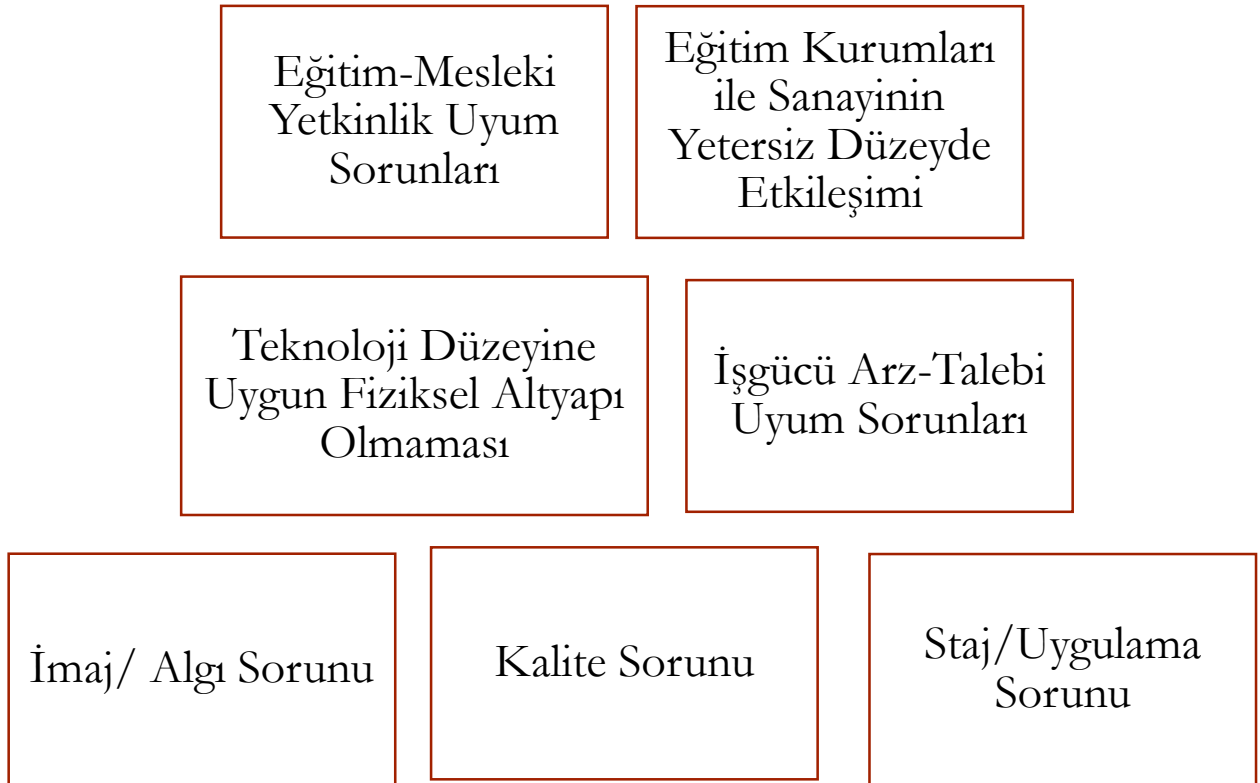 Eğitim-Mesleki
Yetkinlik Uyum
Sorunları
Eğitim Kurumları
ile Sanayinin
Yetersiz Düzeyde
Etkileşimi
Teknoloji Düzeyine
Uygun Fiziksel Altyapı
Olmaması
İşgücü Arz-Talebi
Uyum Sorunları
İmaj/ Algı Sorunu
Kalite Sorunu
Staj/Uygulama
Sorunu